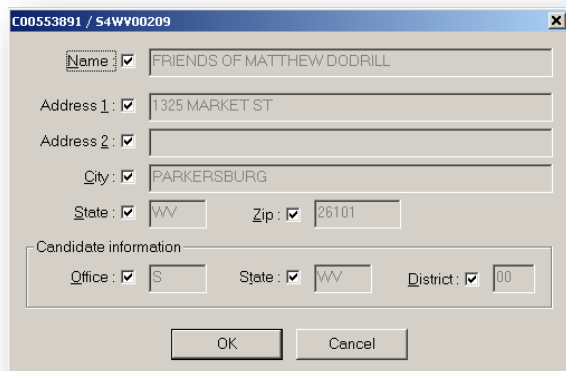 C00553891 / S4WV00209
Name : FRIENDS OF MATTHEW DODRILL
Address 1 : 1325 MARKET ST
Address 2 :
City : PARKERSBURG
State : WV Zip : 26101
Candidate information
Office : S State : WV District : 00
OK Cancel